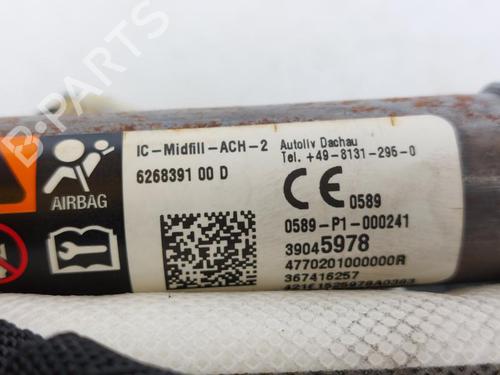 B-PARTS
IC-Midfill-ACH-2
6268391 00 D
Autoliv Dachau
Tel. +49-8131-295-0
CE 0589
0589-P1-000241
39045978
4770201000000R
367416257
AIRBAG